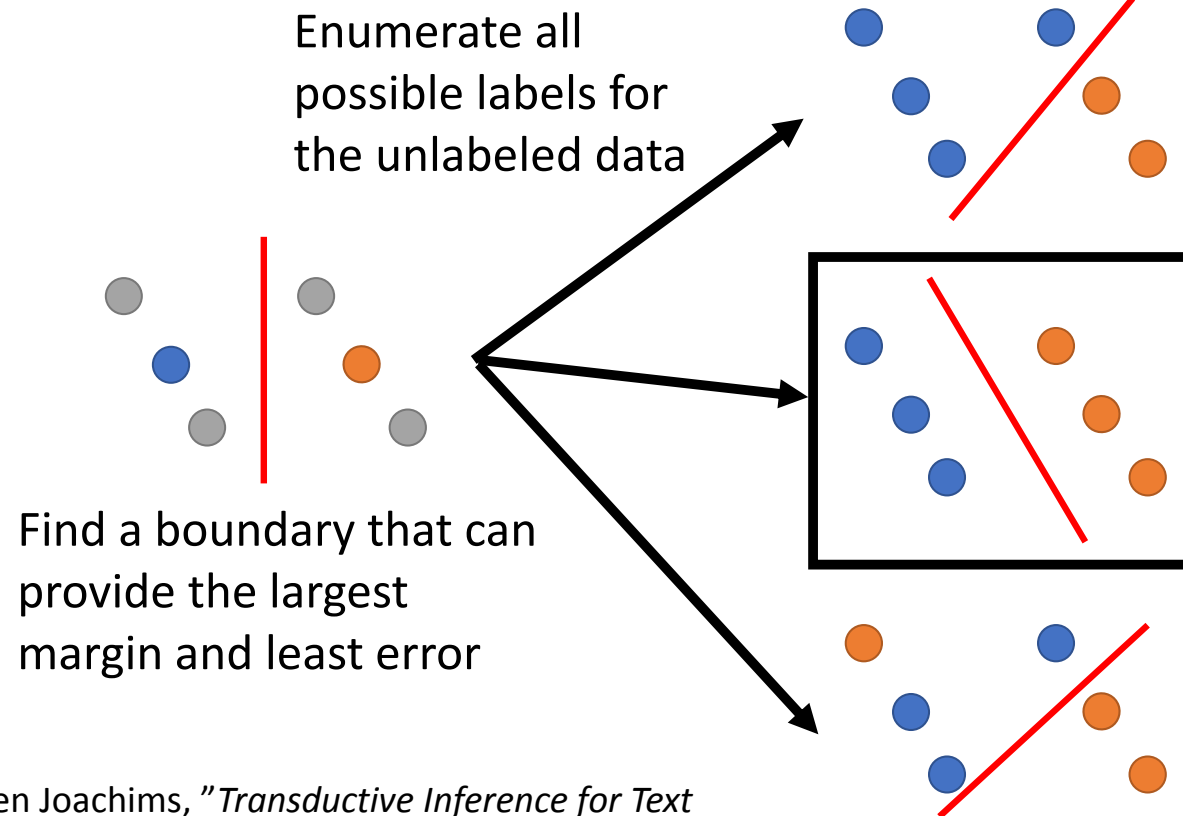 Enumerate all
possible labels for
the unlabeled data
Find a boundary that can
provide the largest
margin and least error
en Joachims, ”Transductive Inference for Text